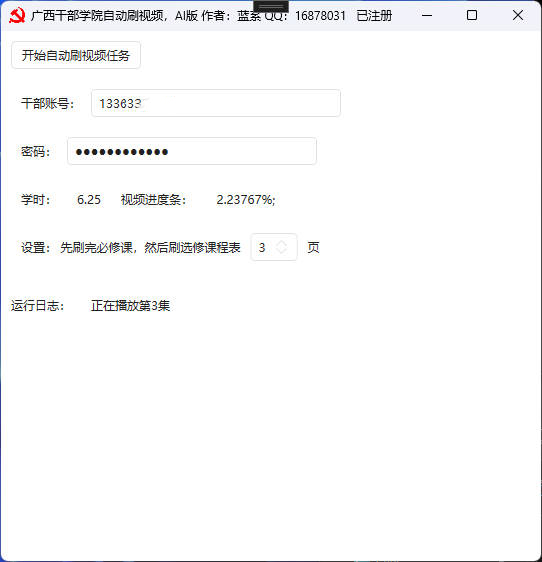 广西干部学院自动刷视频，AI版 作者：蓝紊 QQ：16878031 已注册
开始自动刷视频任务
干部账号： 133633
密码： ●●●●●●●●●●●●
学时： 6.25 视频进度条： 2.23767%;
设置： 先刷完必修课，然后刷选修课程表 3 页
运行日志： 正在播放第3集